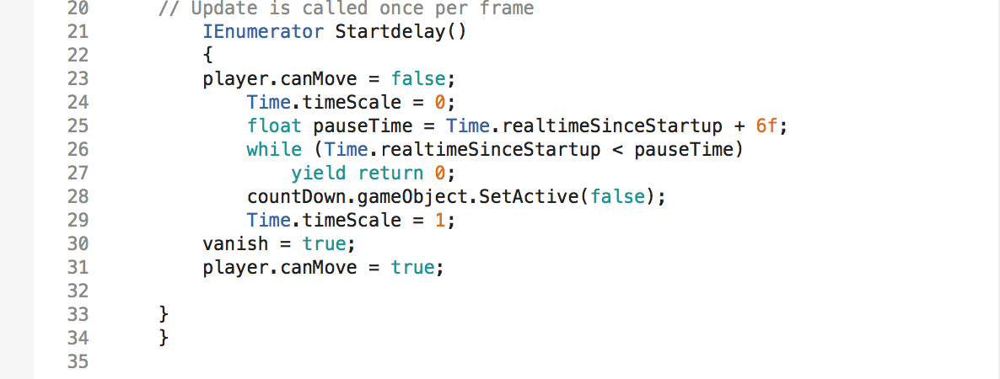 20 // Update is called once per frame
21 IEnumerator Startdelay()
22 {
23 player.canMove = false;
24 Time.timeScale = 0;
25 float pauseTime = Time.realtimeSinceStartup + 6f;
26 while (Time.realtimeSinceStartup < pauseTime)
27 yield return 0;
28 countDown.gameObject.SetActive(false);
29 Time.timeScale = 1;
30 vanish = true;
31 player.canMove = true;
32
33 }
34 }
35